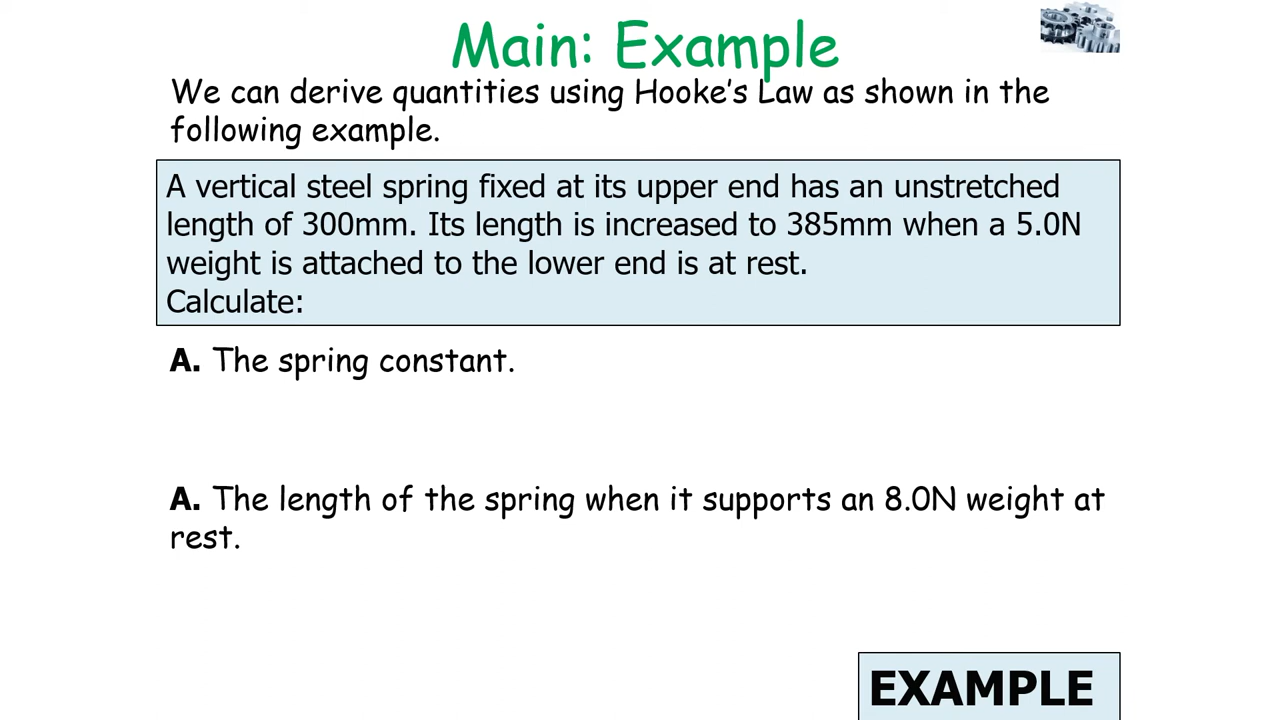 Main: Example
We can derive quantities using Hooke's Law as shown in the
following example.
A vertical steel spring fixed at its upper end has an unstretched
length of 300mm. Its length is increased to 385mm when a 5.0N
weight is attached to the lower end is at rest.
Calculate:
A. The spring constant.
A. The length of the spring when it supports an 8.0N weight at
rest.
EXAMPLE